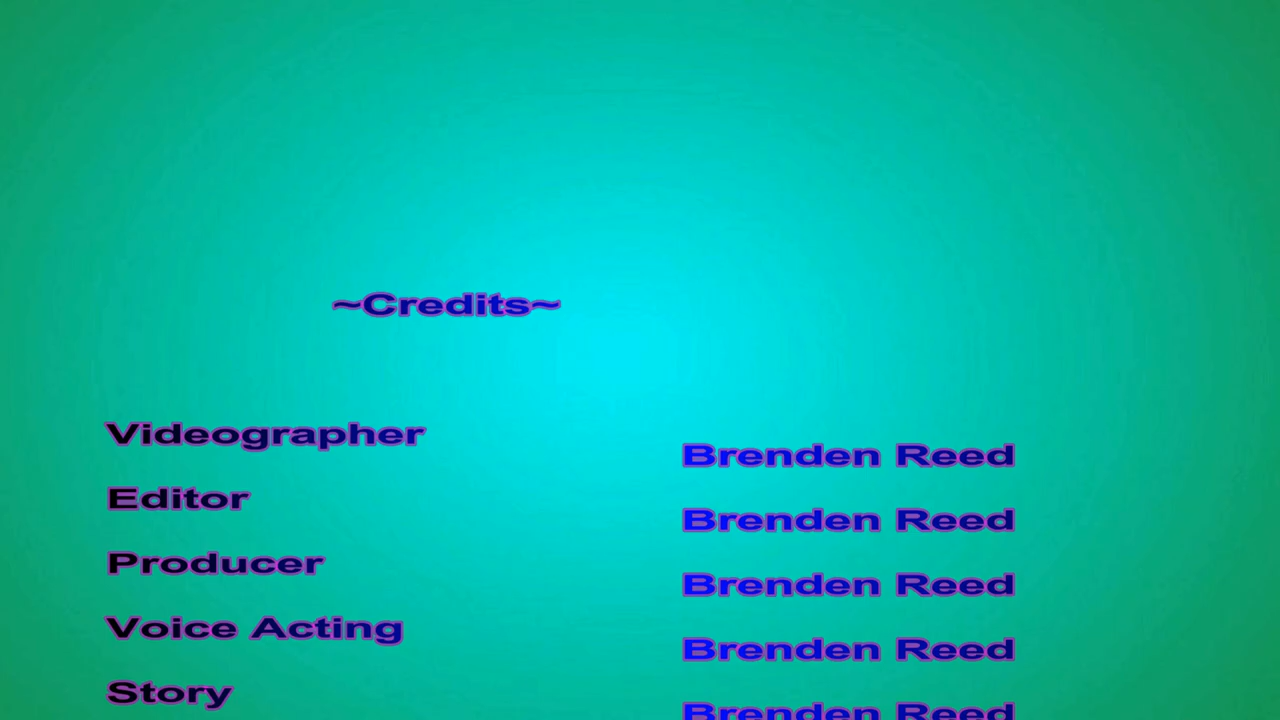 ~Credits~
Videographer
Brenden Reed
Editor
Brenden Reed
Producer
Brenden Reed
Voice Acting
Brenden Reed
Story
Brenden Reed